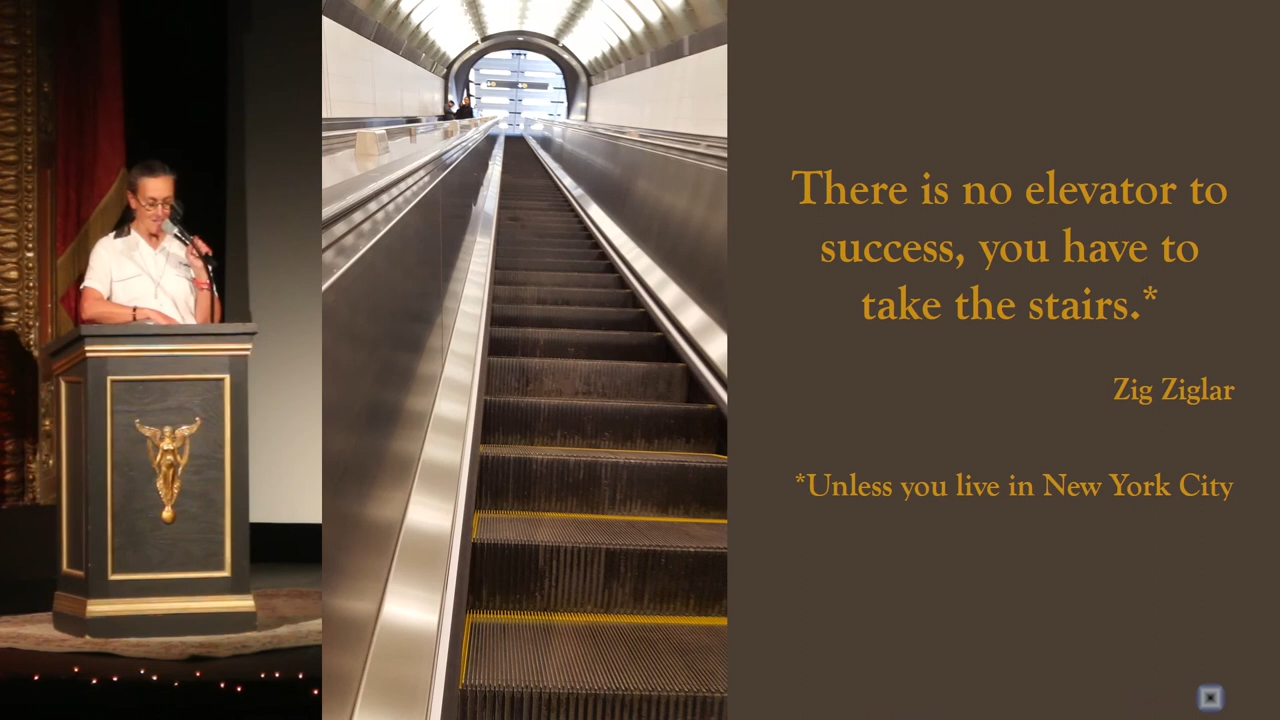 There is no elevator to
success, you have to
take the stairs.*
Zig Ziglar
*Unless you live in New York City